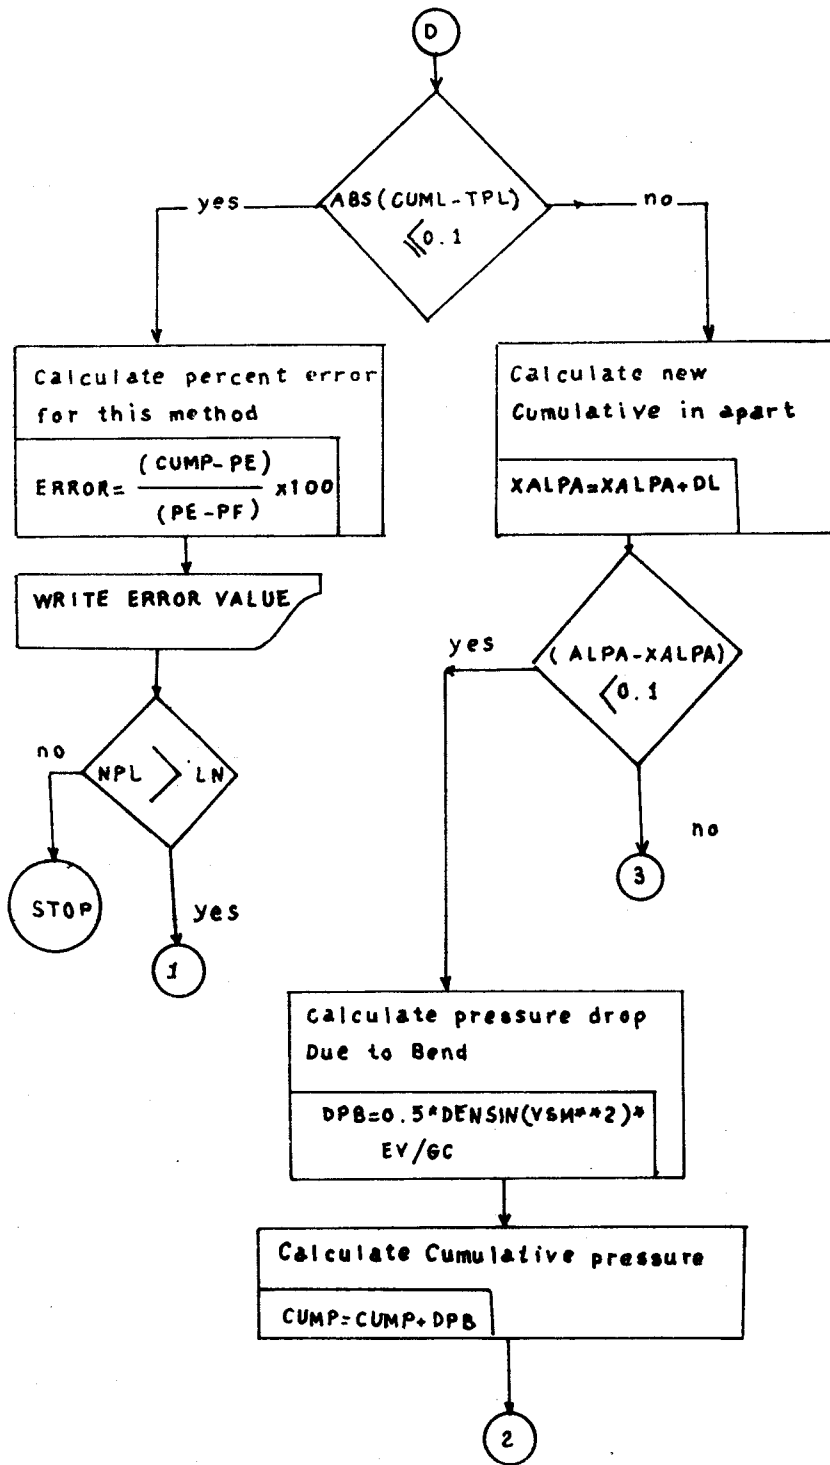 D
ABS(CUML-TPL)
≤0.1
yes
no
Calculate percent error
for this method
ERROR= (CUMP-PE) x100
(PE-PF)
Calculate new
Cumulative in apart
XALPA=XALPA+DL
WRITE ERROR VALUE
(ALPA-XALPA)
<0.1
yes
no
3
NPL > LN
no
STOP
yes
1
Calculate pressure drop
Due to Bend
DPB=0.5*DENSIN(VSM**2)*
EV/GC
Calculate Cumulative pressure
CUMP=CUMP+DPB
2